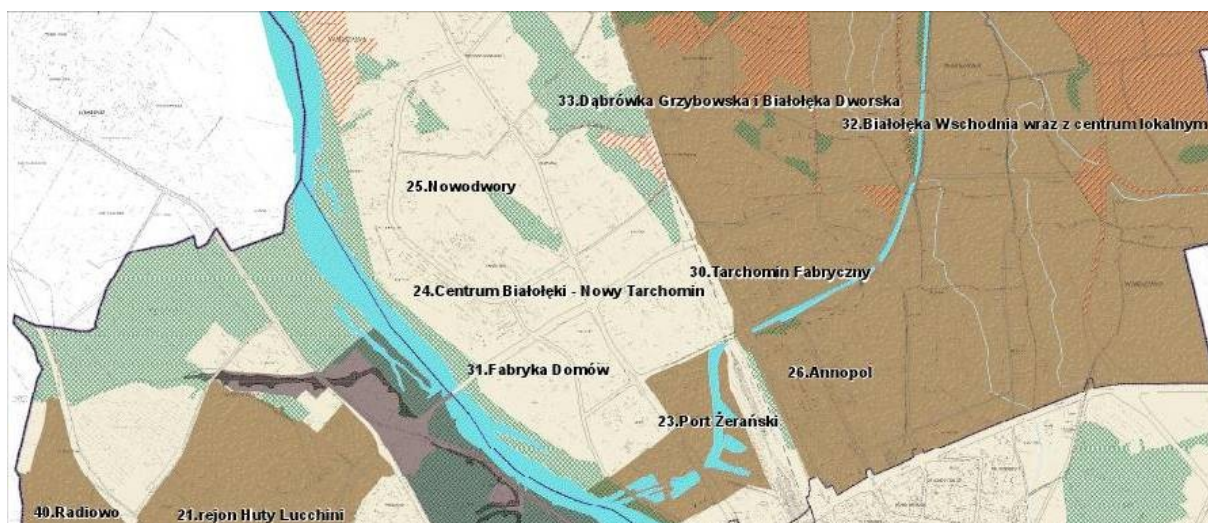 33.Dąbrówka Grzybowska i Białołęka Dworska
32.Białołęka Wschodnia wraz z centrum lokalnym
25.Nowodwory
30.Tarchomin Fabryczny
24.Centrum Białołęki - Nowy Tarchomin
31.Fabryka Domów
26.Annopol
23.Port Żerański
40.Radiowo
21.rejon Huty Lucchini